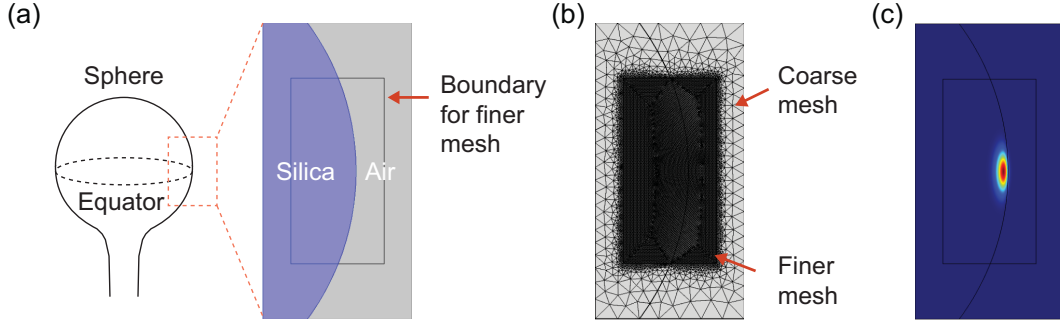 (a)
Sphere
Equator
Silica
Air
Boundary
for finer
mesh
(b)
Coarse
mesh
Finer
mesh
(c)